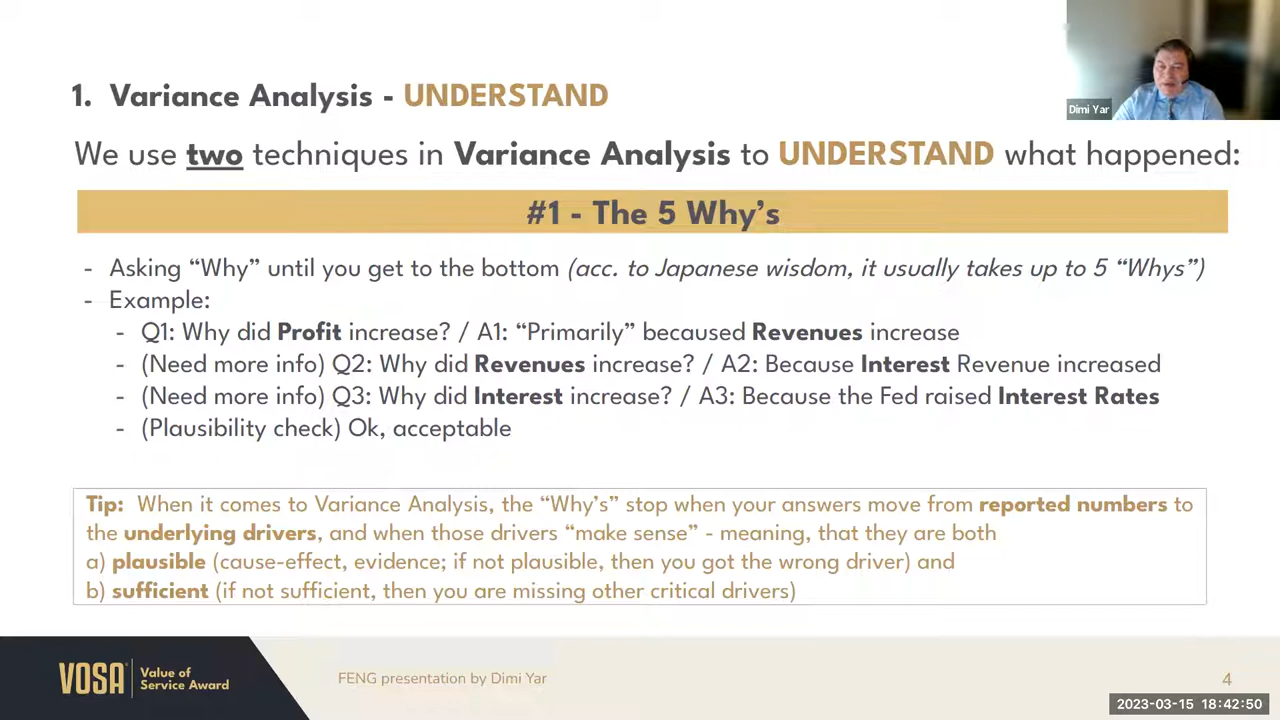 Dimi Yar
1. Variance Analysis - UNDERSTAND
We use two techniques in Variance Analysis to UNDERSTAND what happened:
#1 - The 5 Why’s
- Asking “Why” until you get to the bottom (acc. to Japanese wisdom, it usually takes up to 5 “Whys”)
- Example:
- Q1: Why did Profit increase? / A1: “Primarily” becaused Revenues increase
- (Need more info) Q2: Why did Revenues increase? / A2: Because Interest Revenue increased
- (Need more info) Q3: Why did Interest increase? / A3: Because the Fed raised Interest Rates
- (Plausibility check) Ok, acceptable
Tip: When it comes to Variance Analysis, the “Why’s” stop when your answers move from reported numbers to
the underlying drivers, and when those drivers “make sense” - meaning, that they are both
a) plausible (cause-effect, evidence; if not plausible, then you got the wrong driver) and
b) sufficient (if not sufficient, then you are missing other critical drivers)
VOSA
Value of
Service Award
FENG presentation by Dimi Yar
4
2023-03-15 18:42:50